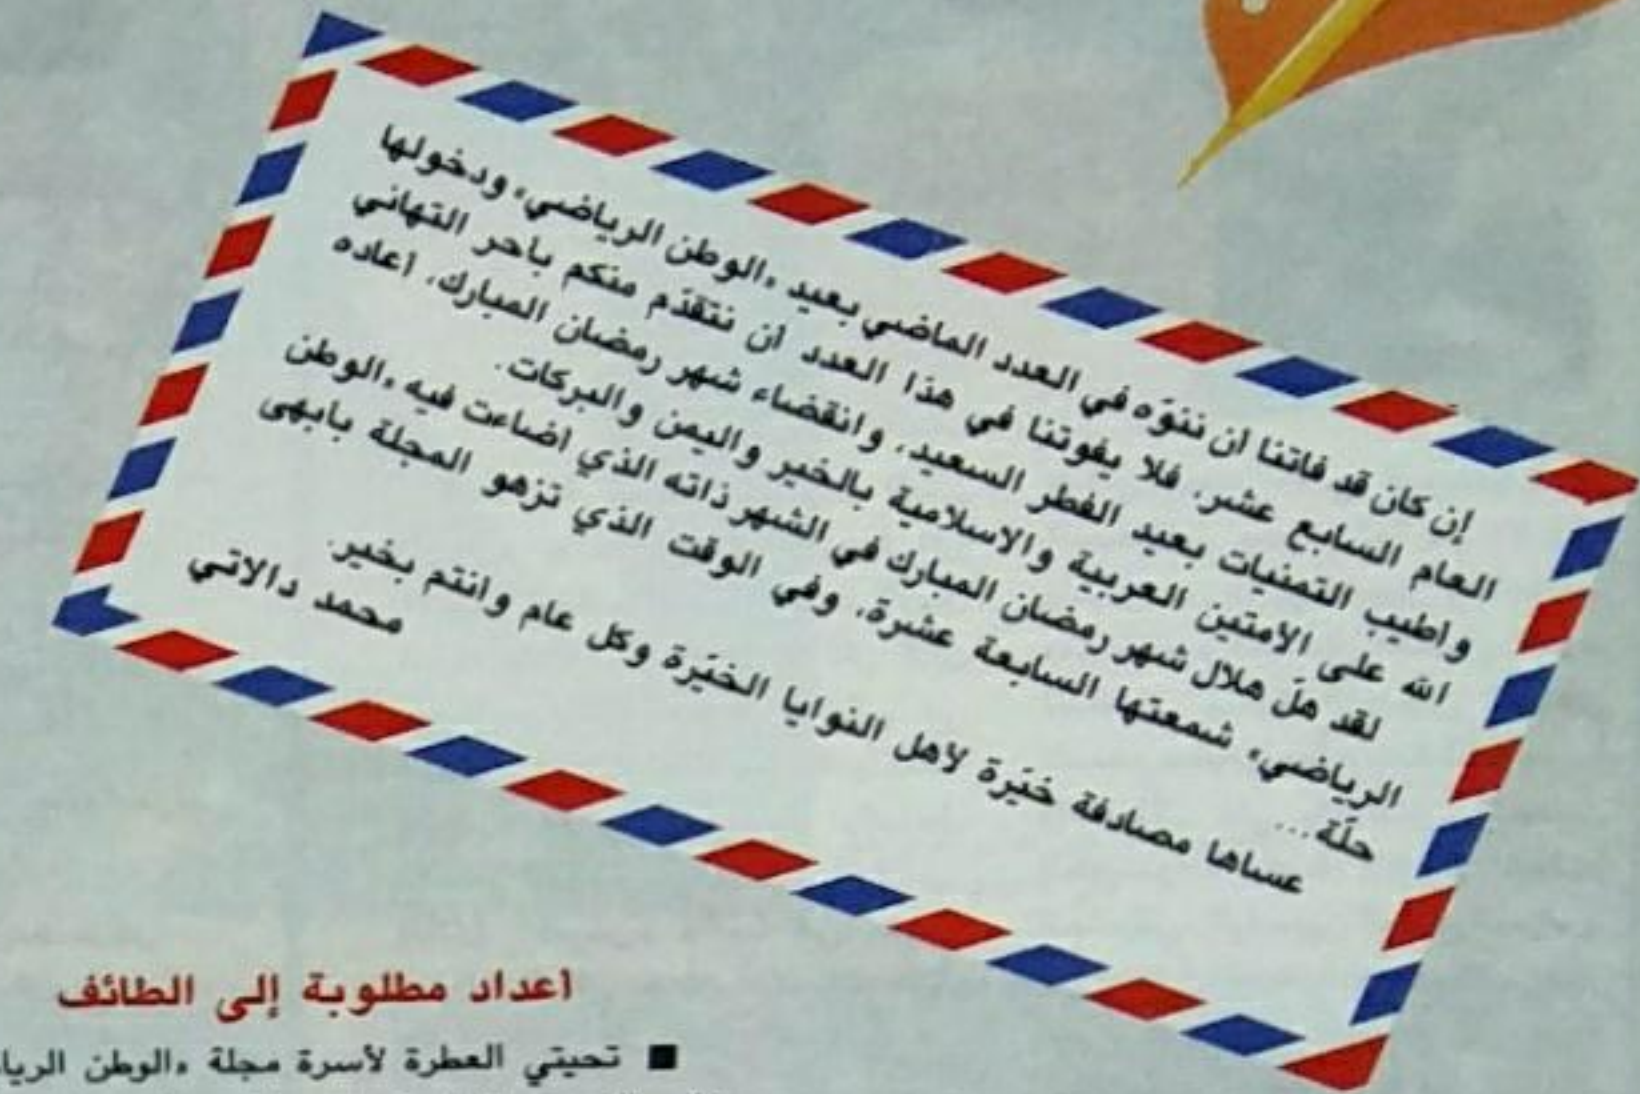 إن كان قد فاتنا ان ننوّه في العدد الماضي بعيد «الوطن الرياضي» ودخولها
العام السابع عشر، فلا يفوتنا في هذا العدد أن نتقدّم منكم باحر التهاني
واطيب التمنيات بعيد الفطر السعيد، وانقضاء شهر رمضان المبارك، اعاده
الله على الأمتين العربية والاسلامية بالخير واليمن والبركات.
لقد هلّ هلال شهر رمضان المبارك في الشهر ذاته الذي اضاءت فيه «الوطن
الرياضي» شمعتها السابعة عشرة، وفي الوقت الذي تزهو المجلة بابهى
حلّة...
عساها مصادفة خيّرة لاهل النوايا الخيّرة وكل عام وانتم بخير.
محمد دالاتي
اعداد مطلوبة إلى الطائف
■ تحيتي العطرة لأسرة مجلة «الوطن الريا